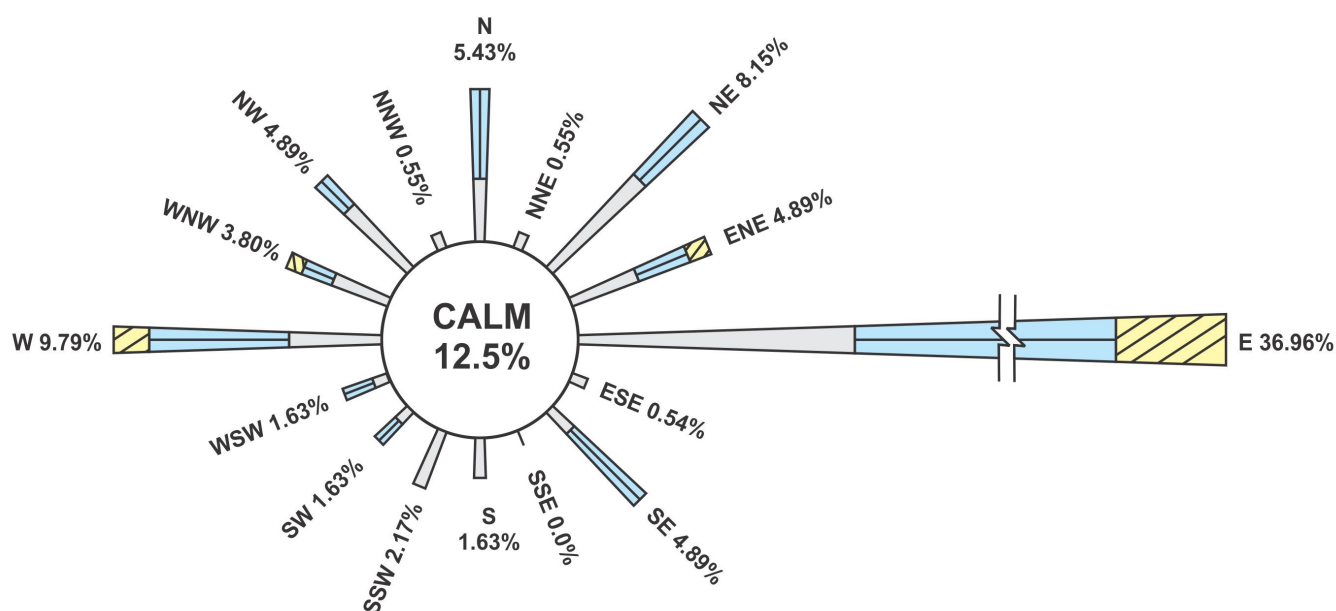 N
5.43%
NNE 0.55%
NE 8.15%
ENE 4.89%
E 36.96%
ESE 0.54%
SE 4.89%
SSE 0.0%
S
1.63%
SSW 2.17%
SW 1.63%
WSW 1.63%
W 9.79%
WNW 3.80%
NW 4.89%
NNW 0.55%
CALM
12.5%